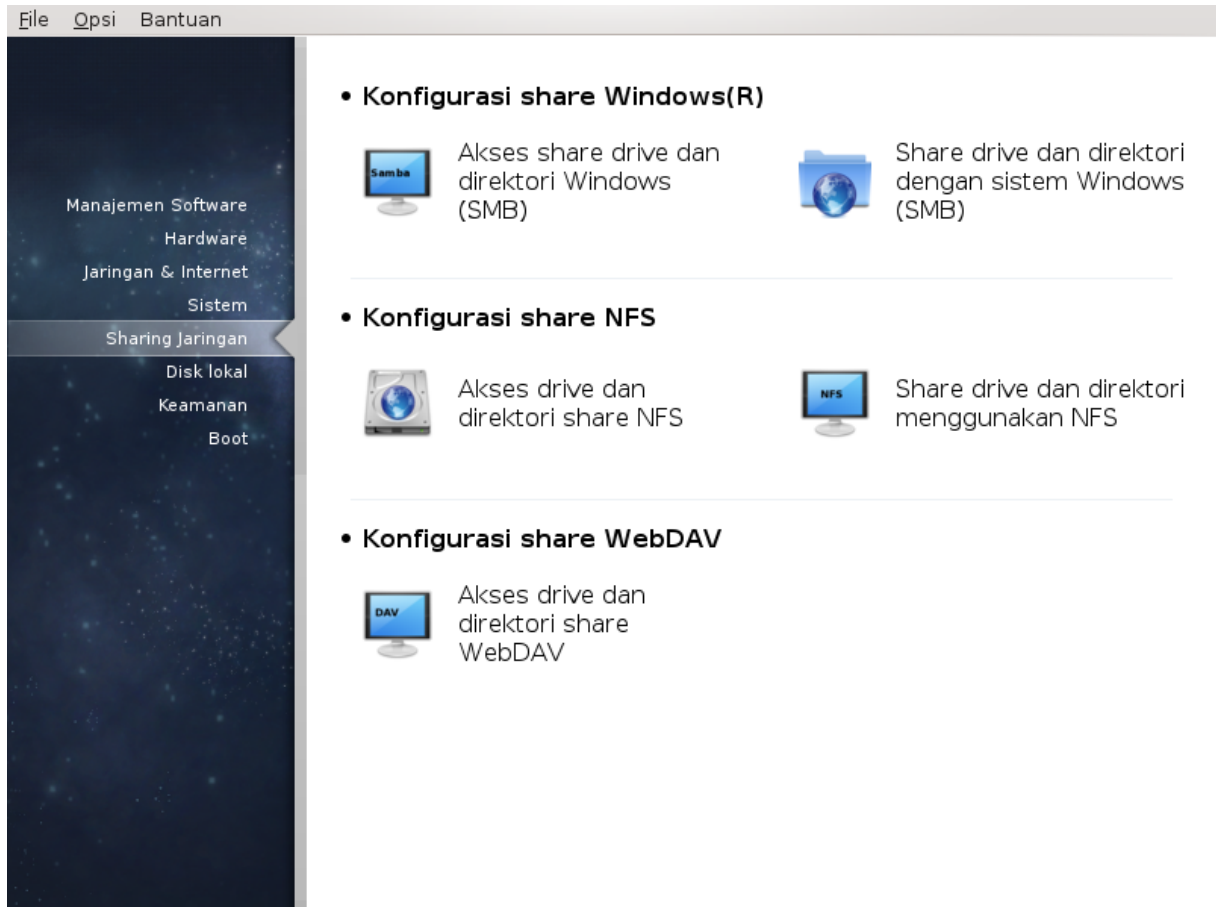 File Opsi Bantuan
Manajemen Software
Hardware
Jaringan & Internet
Sistem
Sharing Jaringan
Disk lokal
Keamanan
Boot
• Konfigurasi share Windows(R)
Samba
Akses share drive dan
direktori Windows
(SMB)
Share drive dan direktori
dengan sistem Windows
(SMB)
• Konfigurasi share NFS
Akses drive dan
direktori share NFS
NFS
Share drive dan direktori
menggunakan NFS
• Konfigurasi share WebDAV
DAV
Akses drive dan
direktori share
WebDAV